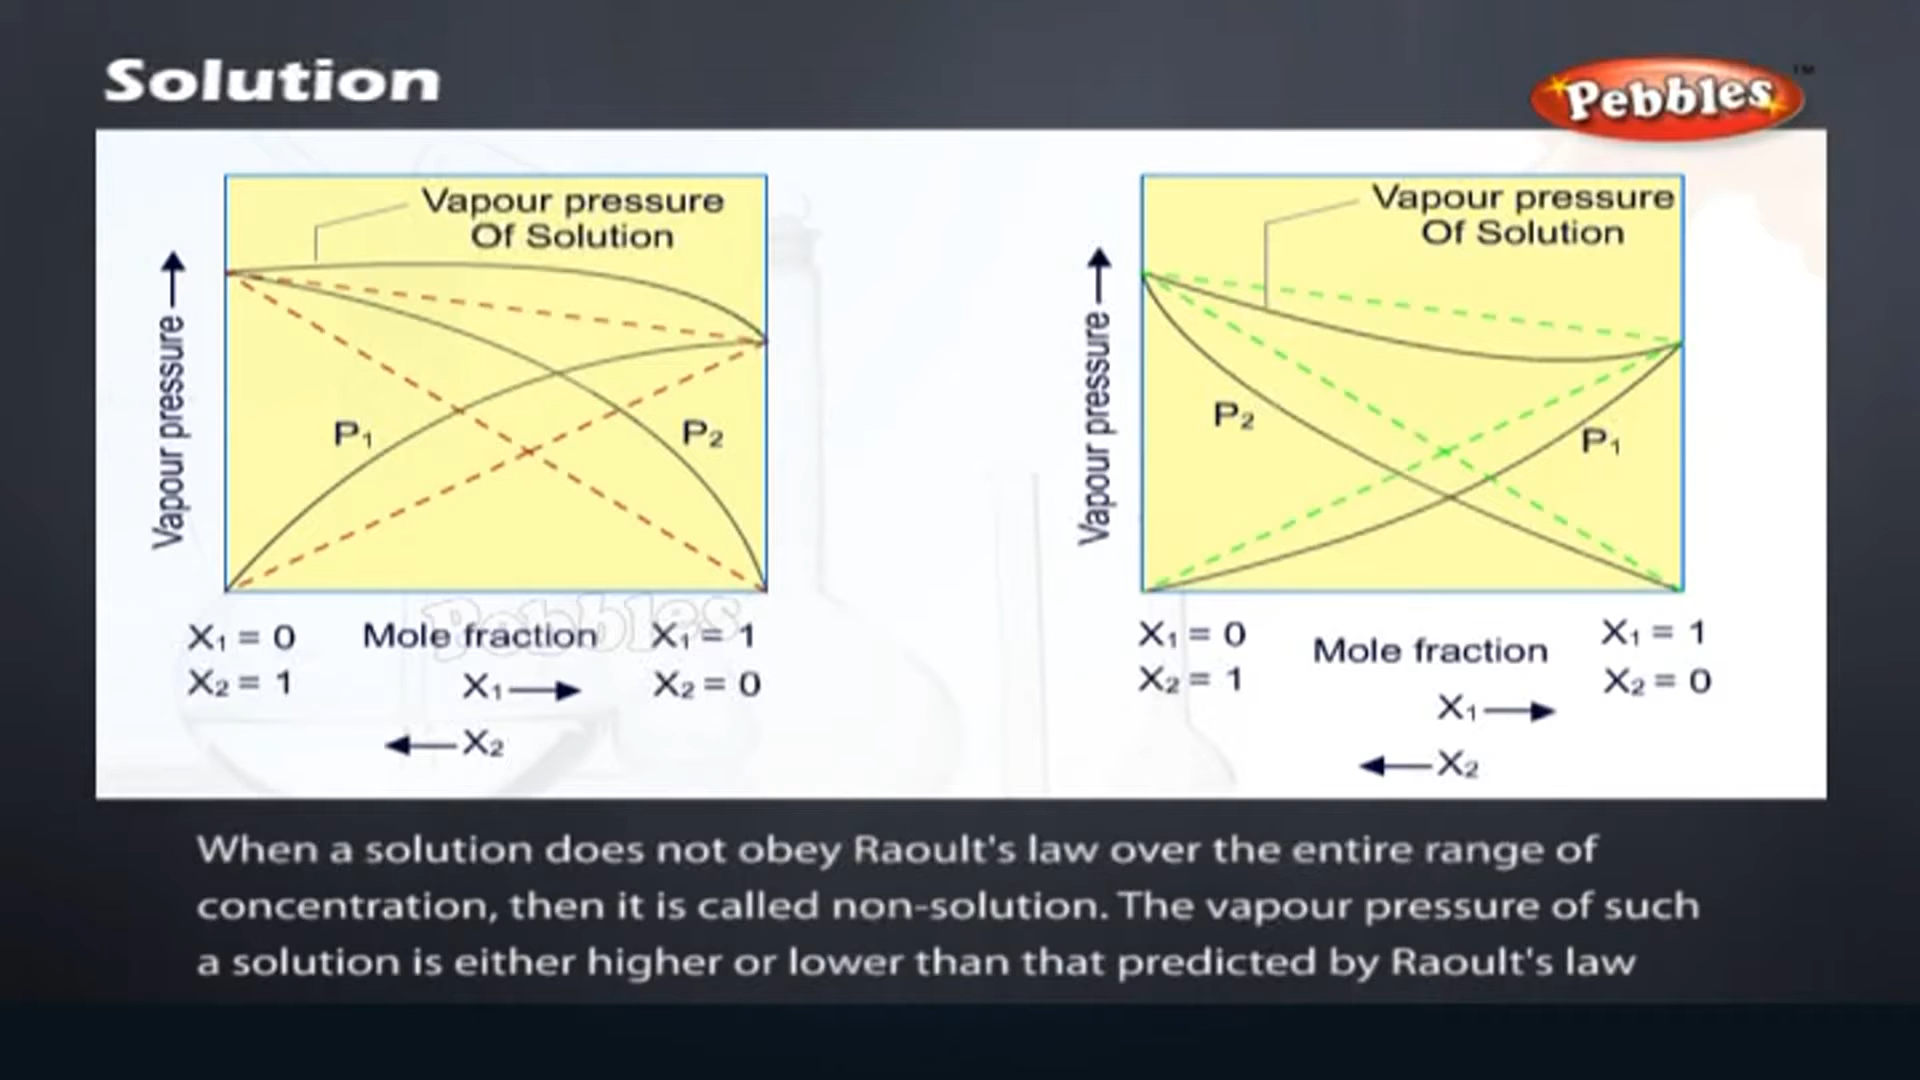 Solution
Pebbles™
Vapour pressure
Of Solution
Vapour pressure
P₁
P₂
X₁ = 0
Mole fraction
X₁ = 1
X₂ = 1
X₁
X₂ = 0
X₂
Pebbles
Vapour pressure
Of Solution
Vapour pressure
P₂
P₁
X₁ = 0
Mole fraction
X₁ = 1
X₂ = 1
X₂ = 0
X₁
X₂
When a solution does not obey Raoult's law over the entire range of
concentration, then it is called non-solution. The vapour pressure of such
a solution is either higher or lower than that predicted by Raoult's law